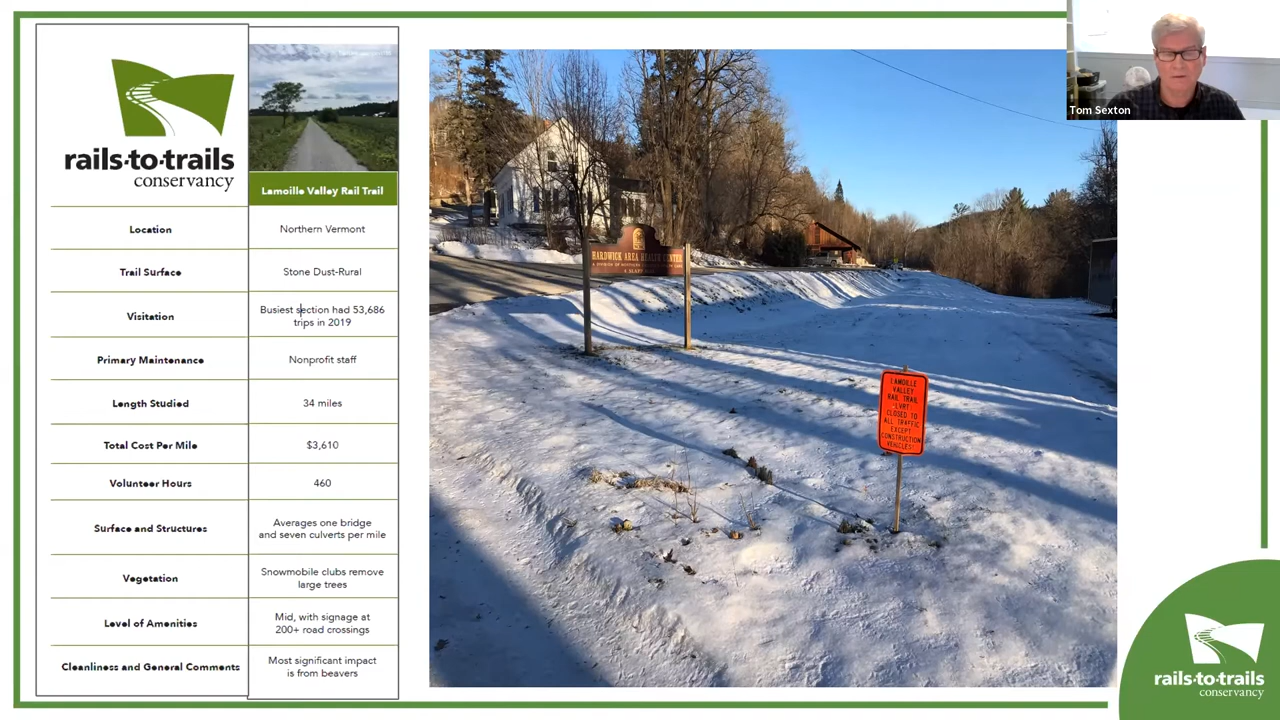 rails·to·trails
conservancy
Lamoille Valley Rail Trail
Location
Northern Vermont
Trail Surface
Stone Dust-Rural
Visitation
Busiest section had 53,686
trips in 2019
Primary Maintenance
Nonprofit staff
Length Studied
34 miles
Total Cost Per Mile
$3,610
Volunteer Hours
460
Surface and Structures
Averages one bridge
and seven culverts per mile
Vegetation
Snowmobile clubs remove
large trees
Level of Amenities
Mid, with signage at
200+ road crossings
Cleanliness and General Comments
Most significant impact
is from beavers
HARDWICK AREA HEALTH CENTER
LAMOILLE
VALLEY
RAIL TRAIL
(LVRT)
CLOSED TO
ALL TRAFFIC
EXCEPT
CONSTRUCTION
VEHICLES!
Tom Sexton
rails·to·trails
conservancy